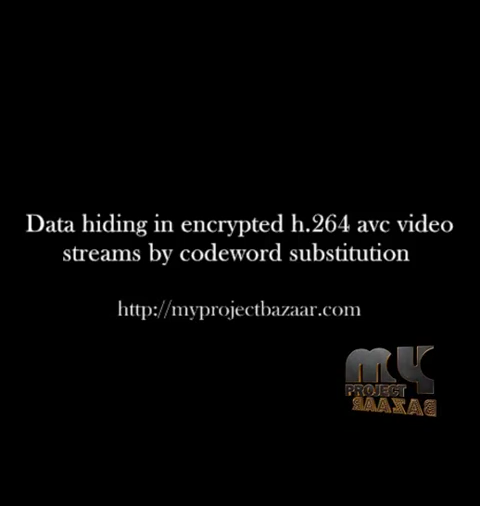 Data hiding in encrypted h.264 avc video
streams by codeword substitution
http://myprojectbazaar.com
my
PROJECT
BAZAAR